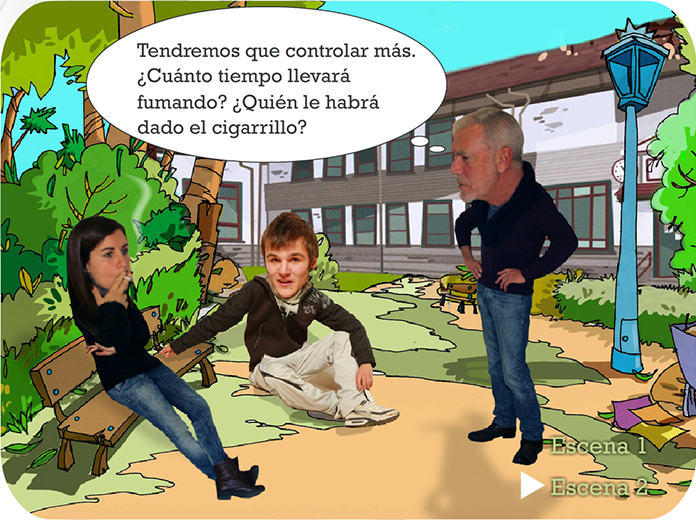 Tendremos que controlar más.
¿Cuánto tiempo llevará
fumando? ¿Quién le habrá
dado el cigarrillo?
Escena 1
Escena 2